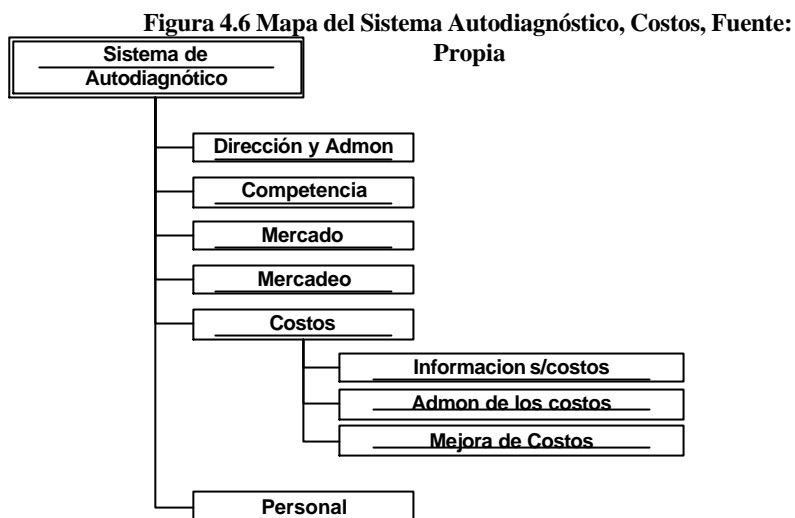 Figura 4.6 Mapa del Sistema Autodiagnóstico, Costos, Fuente:
Propia
Sistema de
Autodiagnótico
Dirección y Admon
Competencia
Mercado
Mercadeo
Costos
Informacion s/costos
Admon de los costos
Mejora de Costos
Personal